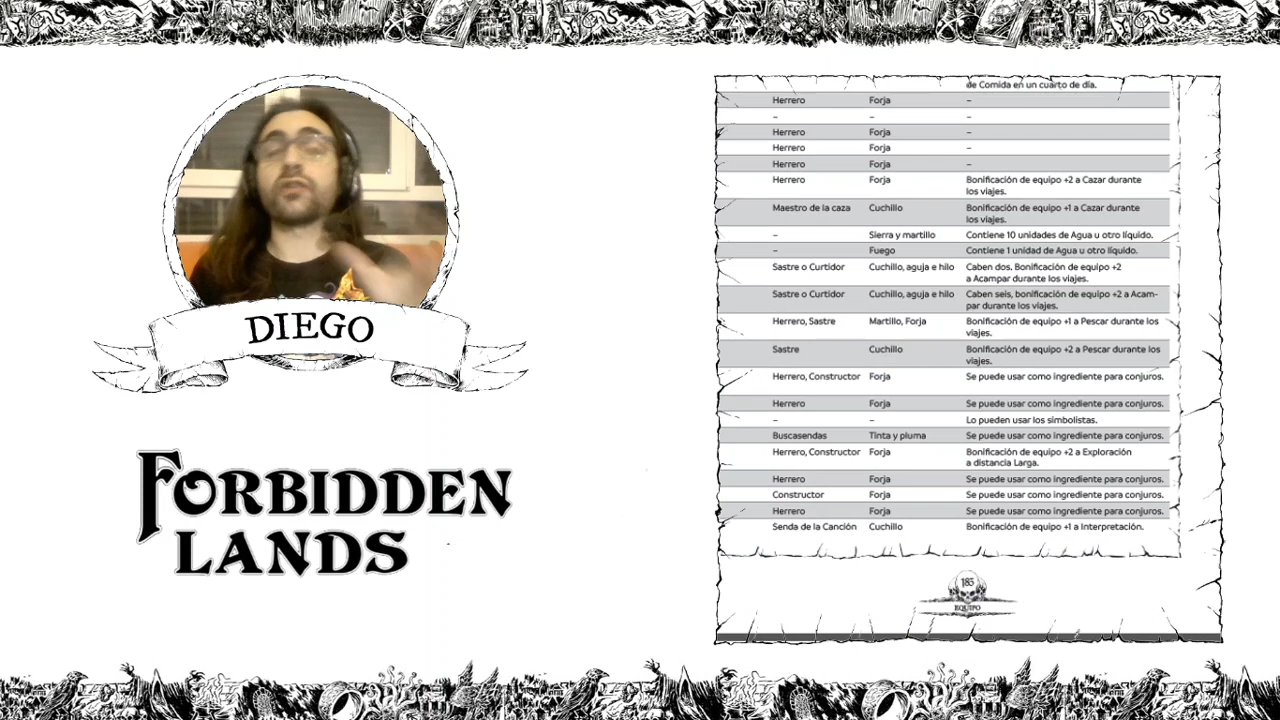 DIEGO
FORBIDDEN
LANDS
de Comida en un cuarto de día.
Herrero Forja –
– – –
Herrero Forja –
Herrero Forja –
Herrero Forja –
Herrero Forja Bonificación de equipo +2 a Cazar durante
los viajes.
Maestro de la caza Cuchillo Bonificación de equipo +1 a Cazar durante
los viajes.
– Sierra y martillo Contiene 10 unidades de Agua u otro líquido.
– Fuego Contiene 1 unidad de Agua u otro líquido.
Sastre o Curtidor Cuchillo, aguja e hilo Caben dos. Bonificación de equipo +2
a Acampar durante los viajes.
Sastre o Curtidor Cuchillo, aguja e hilo Caben seis, bonificación de equipo +2 a Acam-
par durante los viajes.
Herrero, Sastre Martillo, Forja Bonificación de equipo +1 a Pescar durante los
viajes.
Sastre Cuchillo Bonificación de equipo +2 a Pescar durante los
viajes.
Herrero, Constructor Forja Se puede usar como ingrediente para conjuros.
Herrero Forja Se puede usar como ingrediente para conjuros.
– – Lo pueden usar los simbolistas.
Buscasendas Tinta y pluma Se puede usar como ingrediente para conjuros.
Herrero, Constructor Forja Bonificación de equipo +2 a Exploración
a distancia Larga.
Herrero Forja Se puede usar como ingrediente para conjuros.
Constructor Forja Se puede usar como ingrediente para conjuros.
Herrero Forja Se puede usar como ingrediente para conjuros.
Senda de la Canción Cuchillo Bonificación de equipo +1 a Interpretación.
185
EQUIPO